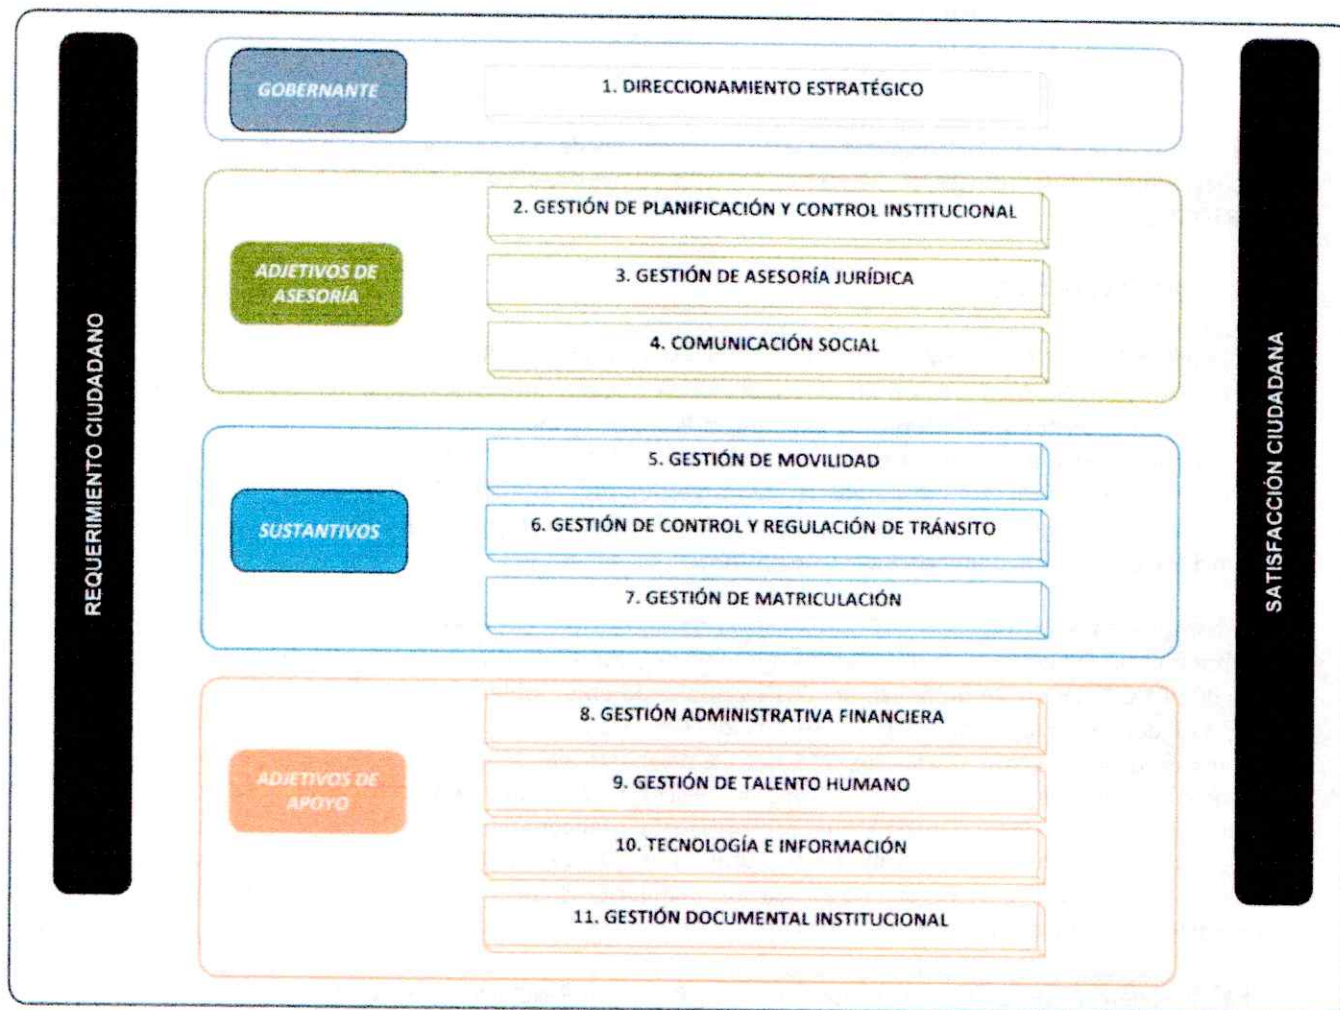 REQUERIMIENTO CIUDADANO
GOBERNANTE
1. DIRECCIONAMIENTO ESTRATÉGICO
ADJETIVOS DE
ASESORÍA
2. GESTIÓN DE PLANIFICACIÓN Y CONTROL INSTITUCIONAL
3. GESTIÓN DE ASESORÍA JURÍDICA
4. COMUNICACIÓN SOCIAL
SUSTANTIVOS
5. GESTIÓN DE MOVILIDAD
6. GESTIÓN DE CONTROL Y REGULACIÓN DE TRÁNSITO
7. GESTIÓN DE MATRICULACIÓN
ADJETIVOS DE
APOYO
8. GESTIÓN ADMINISTRATIVA FINANCIERA
9. GESTIÓN DE TALENTO HUMANO
10. TECNOLOGÍA E INFORMACIÓN
11. GESTIÓN DOCUMENTAL INSTITUCIONAL
SATISFACCIÓN CIUDADANA